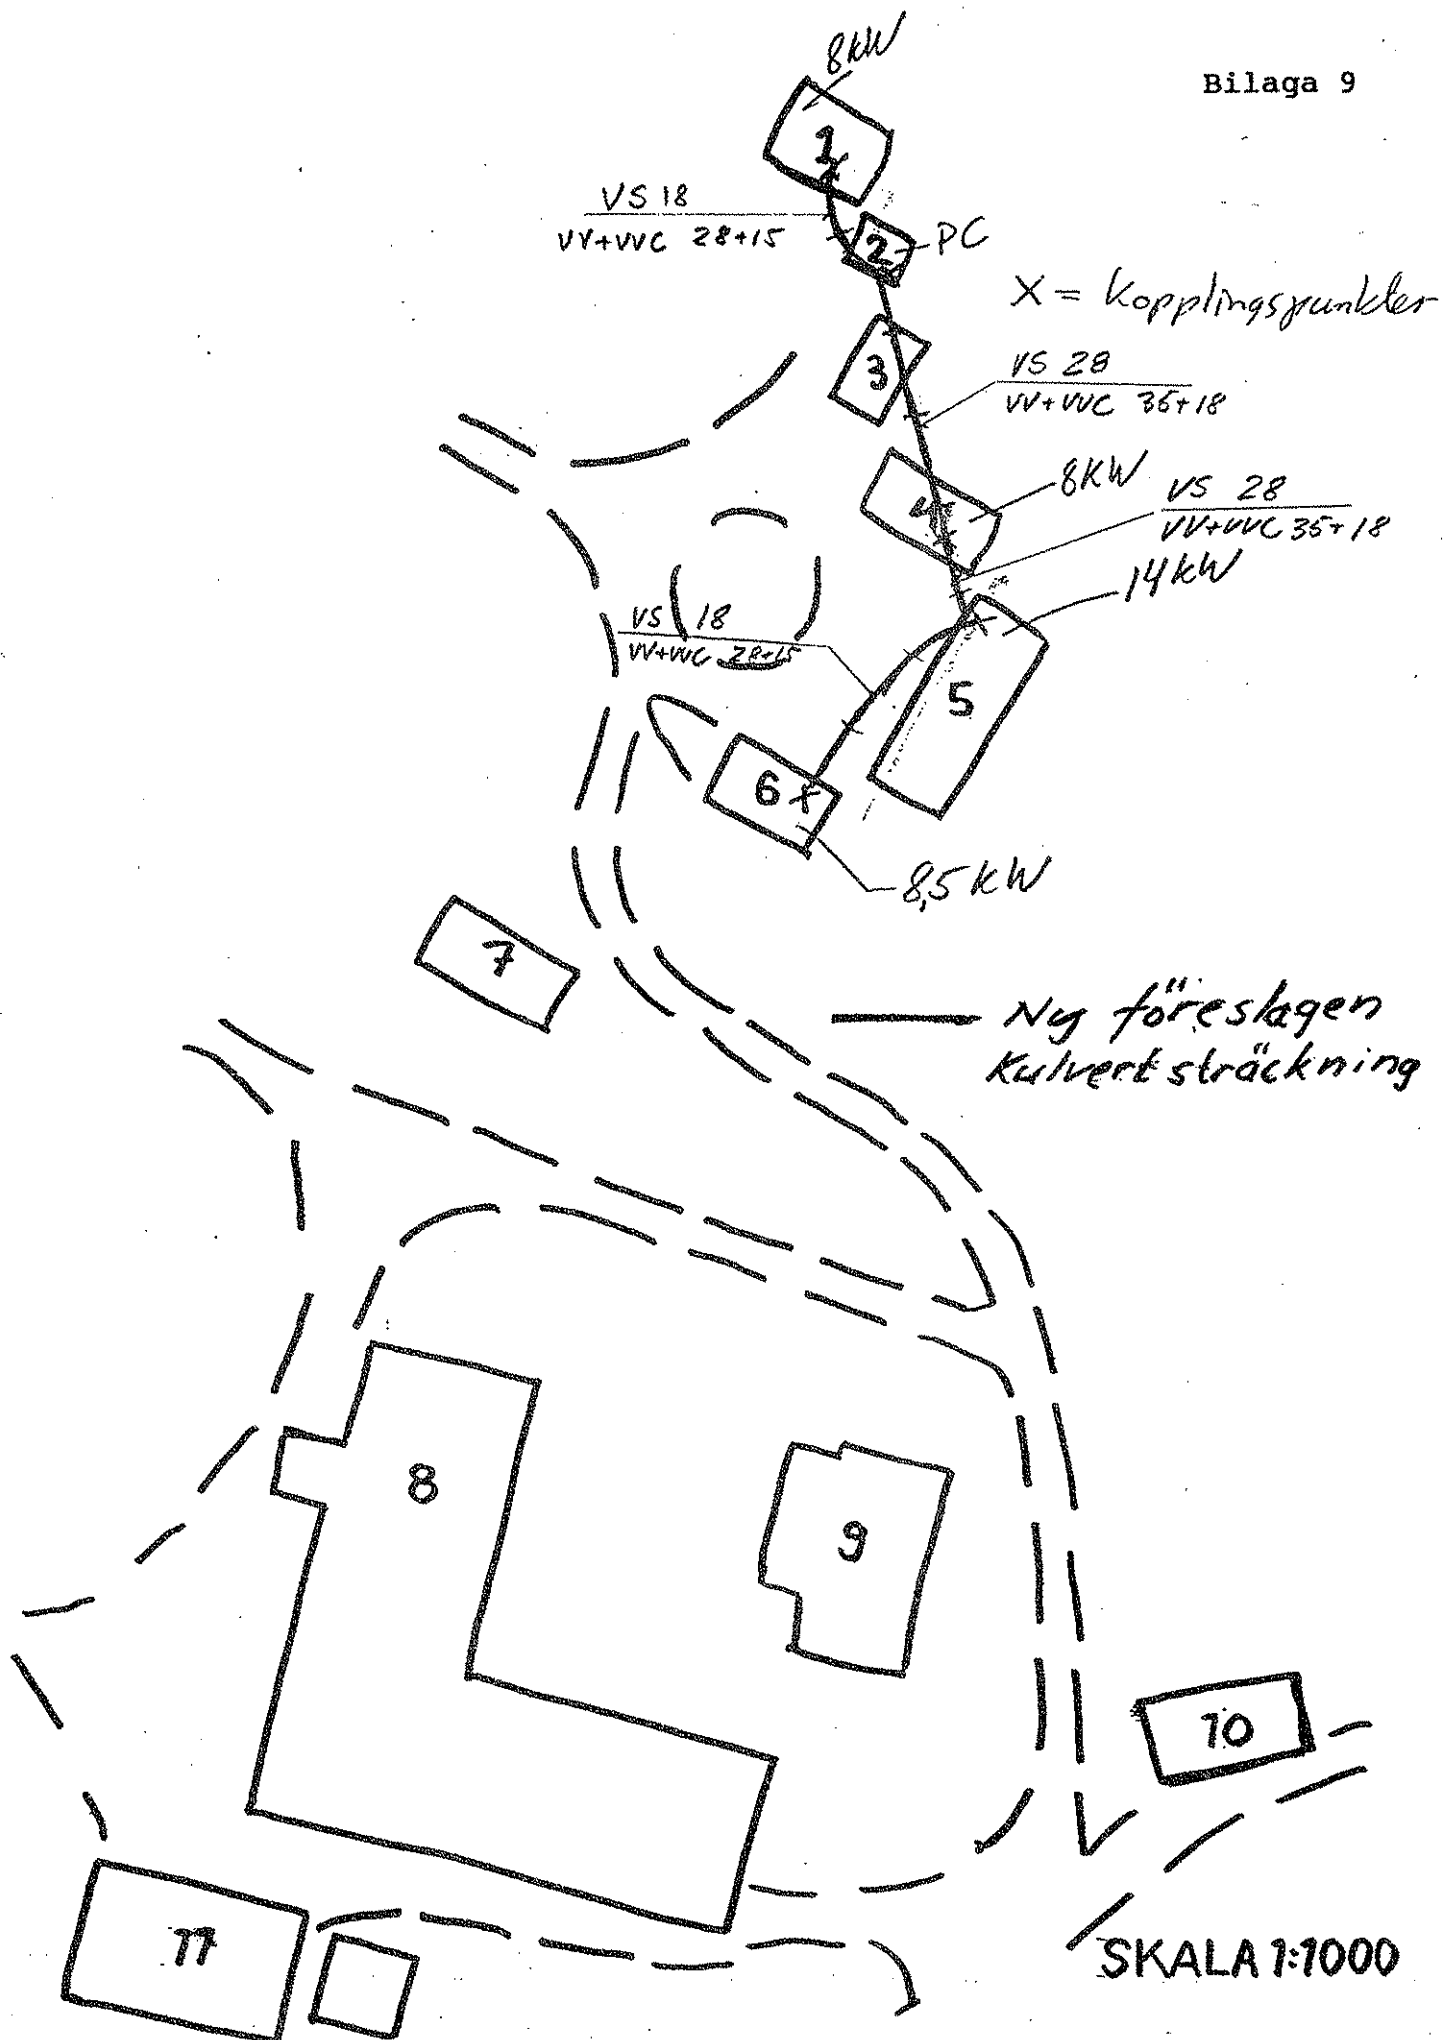 8kW
Bilaga 9
1
VS 18
VV+VVC 28+15
2
PC
X = Kopplingspunkter
3
VS 28
VV+VVC 35+18
4
8KW
VS 28
VV+VVC 35+18
14kW
VS 18
VV+VVC 28+15
5
6
8,5 kW
7
Ny föreslagen
Kulvertsträckning
8
9
10
11
SKALA 1:1000